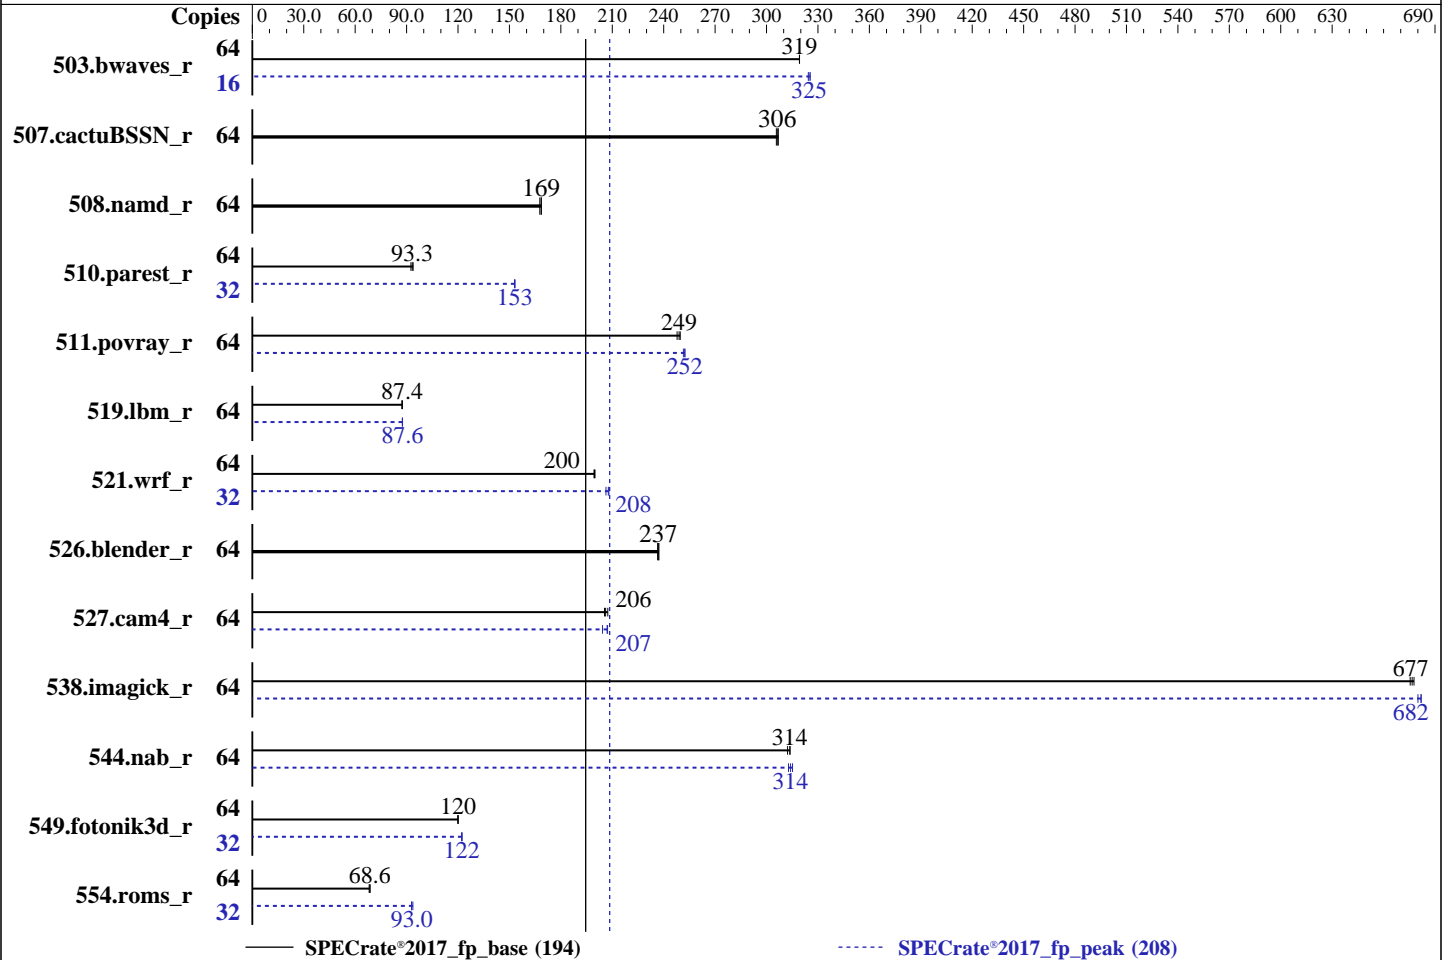 Copies 0 30.0 60.0 90.0 120 150 180 210 240 270 300 330 360 390 420 450 480 510 540 570 600 630 690
503.bwaves_r 64 319
16 325
507.cactuBSSN_r 64 306
508.namd_r 64 169
510.parest_r 64 93.3
32 153
511.povray_r 64 249
252
519.lbm_r 64 87.4
87.6
521.wrf_r 64 200
32 208
526.blender_r 64 237
527.cam4_r 64 206
207
538.imagick_r 64 677
682
544.nab_r 64 314
314
549.fotonik3d_r 64 120
32 122
554.roms_r 64 68.6
32 93.0
SPECrate®2017_fp_base (194) SPECrate®2017_fp_peak (208)